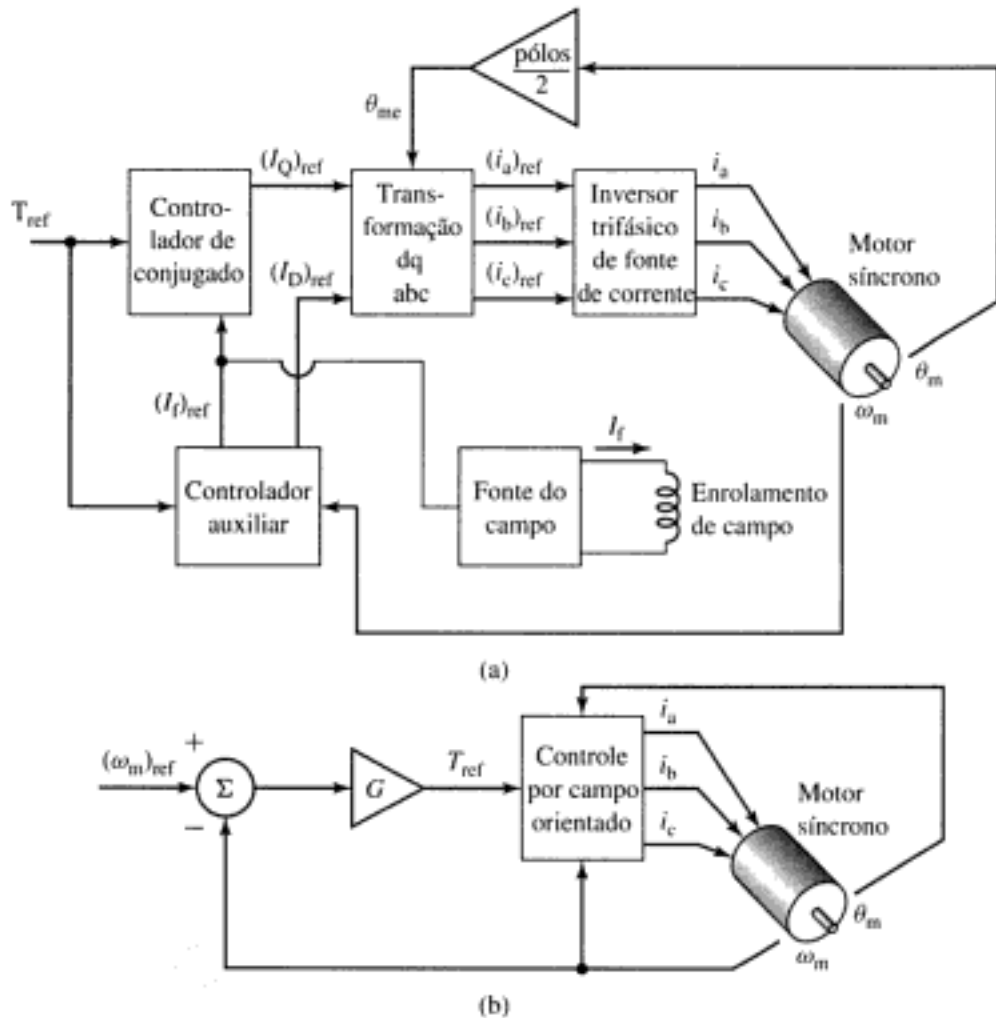 pólos
2
θme
(IQ)ref
(ia)ref
ia
Tref
Contro-
lador de
conjugado
Trans-
formação
dq
abc
(ib)ref
Inversor
trifásico
de fonte
de corrente
ib
Motor
síncrono
(ID)ref
(ic)ref
ic
θm
ωm
(If)ref
If
Controlador
auxiliar
Fonte do
campo
Enrolamento
de campo
(a)
+
(ωm)ref
Σ
−
G
Tref
Controle
por campo
orientado
ia
ib
ic
Motor
síncrono
θm
ωm
(b)